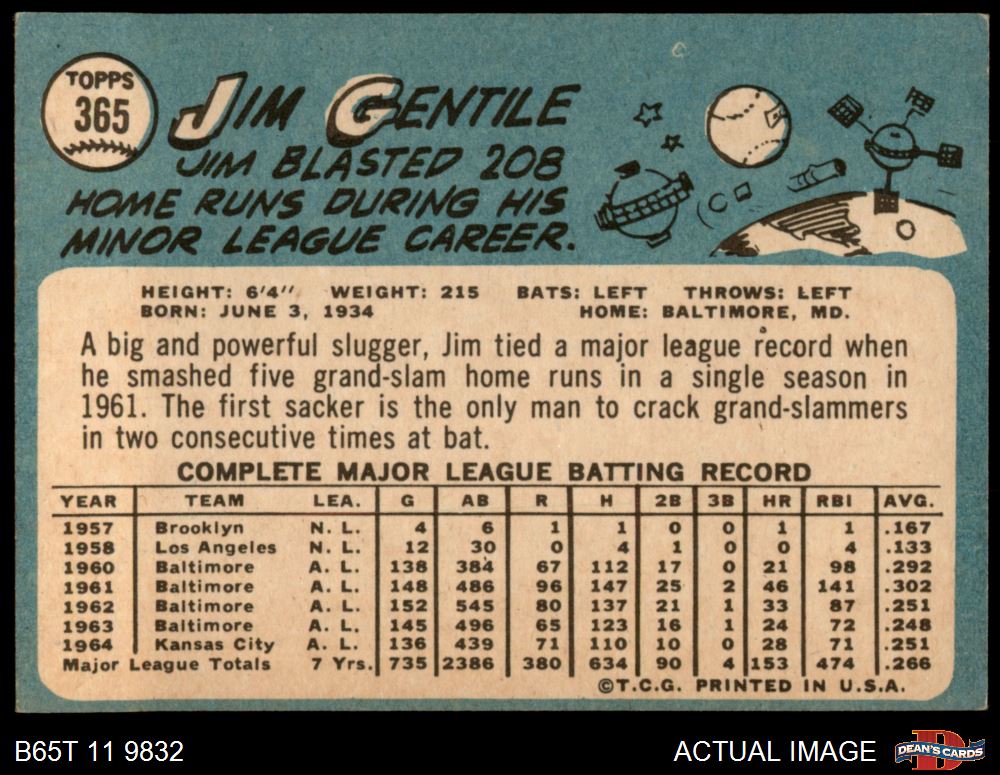 TOPPS
365
JIM GENTILE
JIM BLASTED 208
HOME RUNS DURING HIS
MINOR LEAGUE CAREER.
HEIGHT: 6'4" WEIGHT: 215 BATS: LEFT THROWS: LEFT
BORN: JUNE 3, 1934 HOME: BALTIMORE, MD.
A big and powerful slugger, Jim tied a major league record when
he smashed five grand-slam home runs in a single season in
1961. The first sacker is the only man to crack grand-slammers
in two consecutive times at bat.
COMPLETE MAJOR LEAGUE BATTING RECORD
YEAR TEAM LEA. G AB R H 2B 3B HR RBI AVG.
1957 Brooklyn N. L. 4 6 1 1 0 0 1 1 .167
1958 Los Angeles N. L. 12 30 0 4 1 0 0 4 .133
1960 Baltimore A. L. 138 384 67 112 17 0 21 98 .292
1961 Baltimore A. L. 148 486 96 147 25 2 46 141 .302
1962 Baltimore A. L. 152 545 80 137 21 1 33 87 .251
1963 Baltimore A. L. 145 496 65 123 16 1 24 72 .248
1964 Kansas City A. L. 136 439 71 110 10 0 28 71 .251
Major League Totals 7 Yrs. 735 2386 380 634 90 4 153 474 .266
©T.C.G. PRINTED IN U.S.A.
B65T 11 9832 ACTUAL IMAGE DEAN'S CARDS